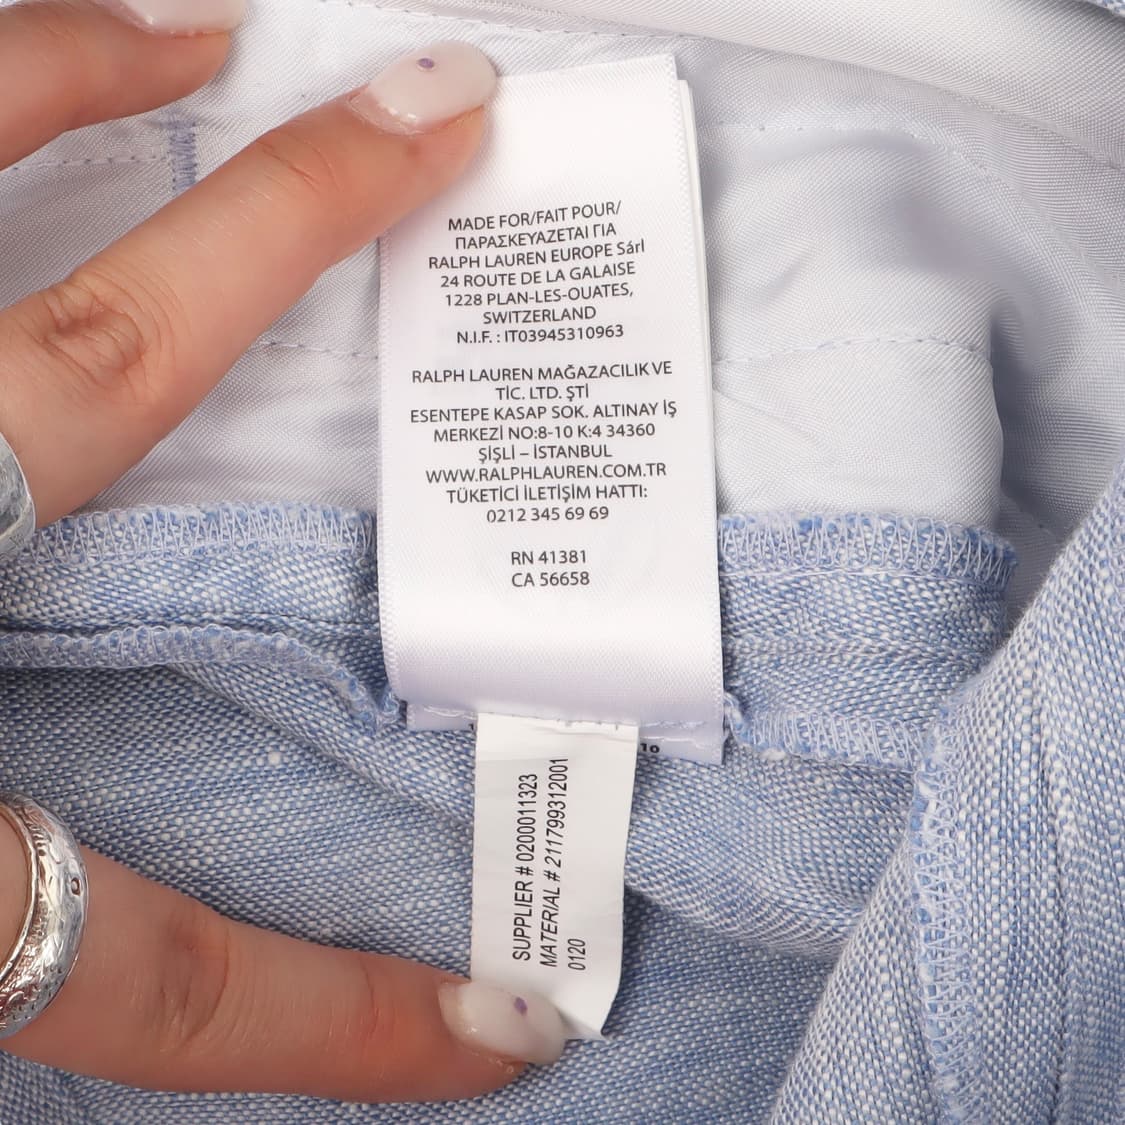 MADE FOR/FAIT POUR/
ΠΑΡΑΣΚΕΥΑΖΕΤΑΙ ΓΙΑ
RALPH LAUREN EUROPE Sárl
24 ROUTE DE LA GALAISE
1228 PLAN-LES-OUATES,
SWITZERLAND
N.I.F. : IT03945310963
RALPH LAUREN MAĞAZACILIK VE
TİC. LTD. ŞTİ
ESENTEPE KASAP SOK. ALTINAY İŞ
MERKEZİ NO:8-10 K:4 34360
ŞİŞLİ – İSTANBUL
WWW.RALPHLAUREN.COM.TR
TÜKETİCİ İLETİŞİM HATTI:
0212 345 69 69
RN 41381
CA 56658
10
SUPPLIER # 0200011323
MATERIAL # 211799312001
0120